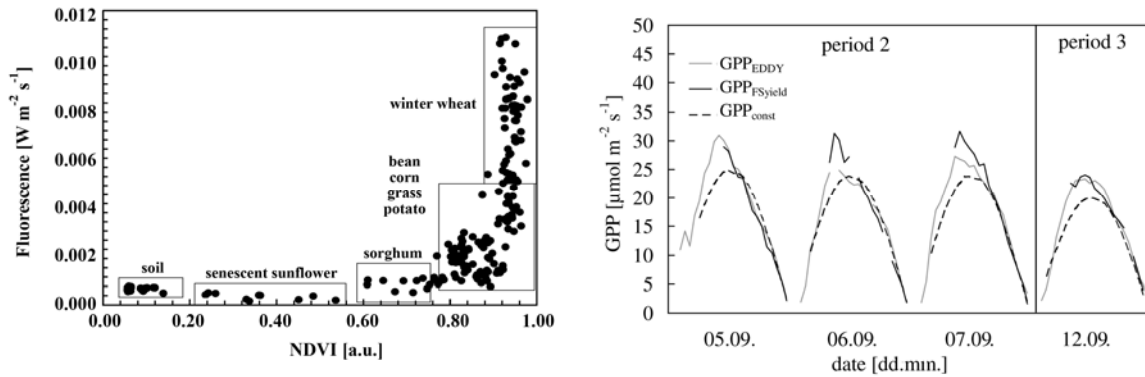 0.012
0.010
0.008
0.006
0.004
0.002
0.000
Fluorescence [W m⁻² s⁻¹]
winter wheat
bean
corn
grass
potato
sorghum
soil
senescent sunflower
0.00 0.20 0.40 0.60 0.80 1.00
NDVI [a.u.]
50
45
40
35
30
25
20
15
10
5
0
GPP [µmol m⁻² s⁻¹]
period 2
period 3
GPP_EDDY
GPP_FSyield
GPP_const
05.09. 06.09. 07.09. 12.09.
date [dd.mm.]